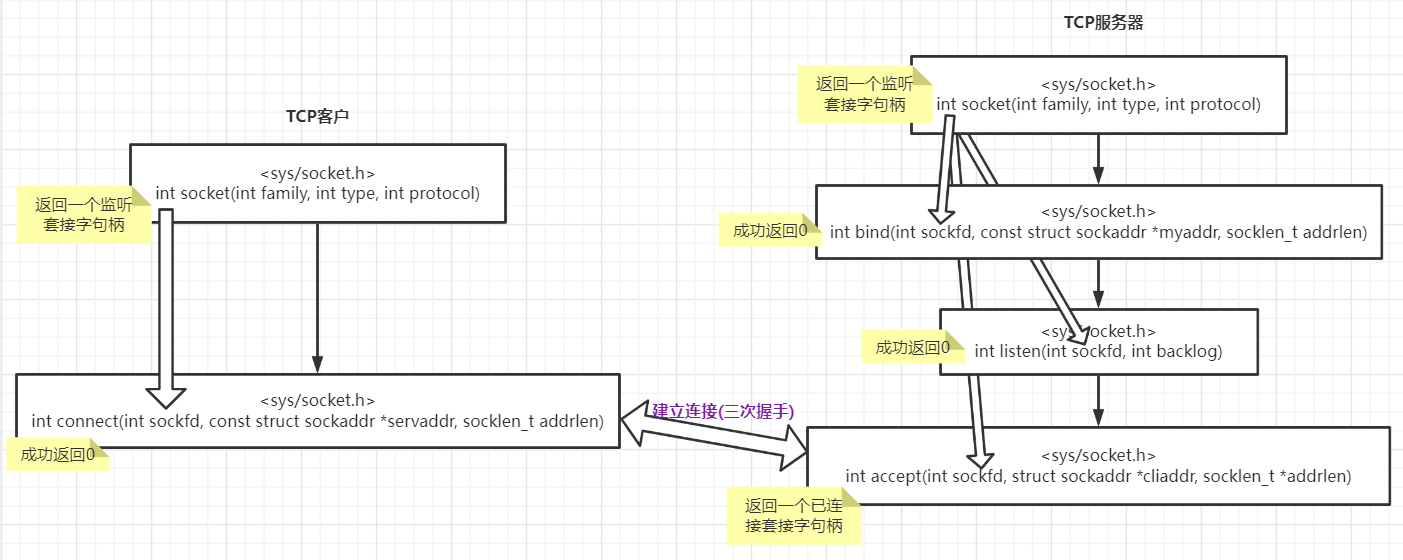 TCP客户
<sys/socket.h>
int socket(int family, int type, int protocol)
返回一个监听
套接字句柄
<sys/socket.h>
int connect(int sockfd, const struct sockaddr *servaddr, socklen_t addrlen)
成功返回0
建立连接(三次握手)
TCP服务器
<sys/socket.h>
int socket(int family, int type, int protocol)
返回一个监听
套接字句柄
<sys/socket.h>
int bind(int sockfd, const struct sockaddr *myaddr, socklen_t addrlen)
成功返回0
<sys/socket.h>
int listen(int sockfd, int backlog)
成功返回0
<sys/socket.h>
int accept(int sockfd, struct sockaddr *cliaddr, socklen_t *addrlen)
返回一个已连
接套接字句柄